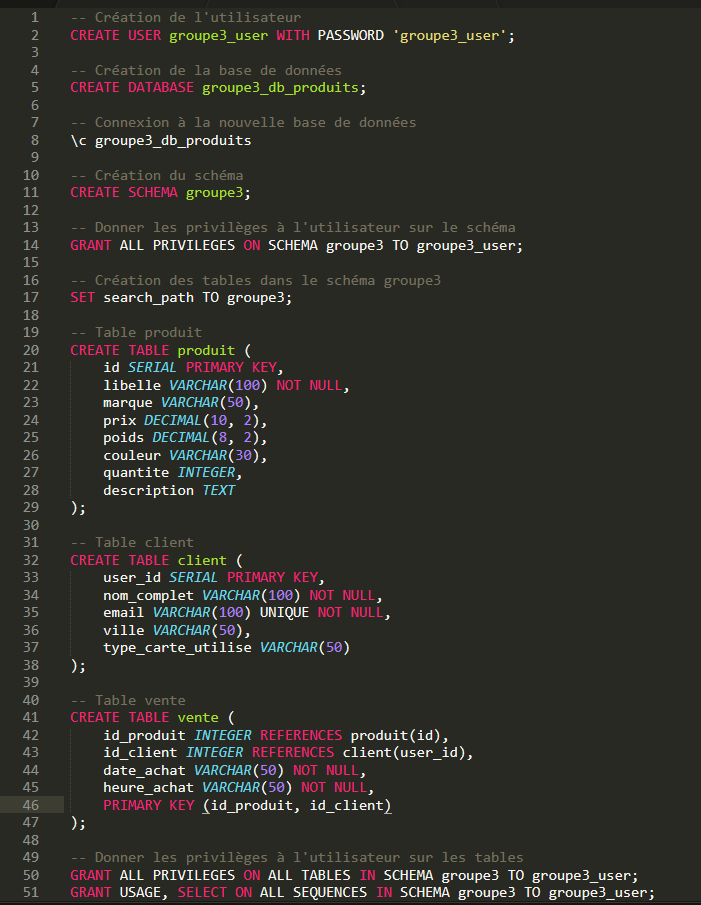 1 -- Création de l'utilisateur
2 CREATE USER groupe3_user WITH PASSWORD 'groupe3_user';
3
4 -- Création de la base de données
5 CREATE DATABASE groupe3_db_produits;
6
7 -- Connexion à la nouvelle base de données
8 \c groupe3_db_produits
9
10 -- Création du schéma
11 CREATE SCHEMA groupe3;
12
13 -- Donner les privilèges à l'utilisateur sur le schéma
14 GRANT ALL PRIVILEGES ON SCHEMA groupe3 TO groupe3_user;
15
16 -- Création des tables dans le schéma groupe3
17 SET search_path TO groupe3;
18
19 -- Table produit
20 CREATE TABLE produit (
21     id SERIAL PRIMARY KEY,
22     libelle VARCHAR(100) NOT NULL,
23     marque VARCHAR(50),
24     prix DECIMAL(10, 2),
25     poids DECIMAL(8, 2),
26     couleur VARCHAR(30),
27     quantite INTEGER,
28     description TEXT
29 );
30
31 -- Table client
32 CREATE TABLE client (
33     user_id SERIAL PRIMARY KEY,
34     nom_complet VARCHAR(100) NOT NULL,
35     email VARCHAR(100) UNIQUE NOT NULL,
36     ville VARCHAR(50),
37     type_carte_utilise VARCHAR(50)
38 );
39
40 -- Table vente
41 CREATE TABLE vente (
42     id_produit INTEGER REFERENCES produit(id),
43     id_client INTEGER REFERENCES client(user_id),
44     date_achat VARCHAR(50) NOT NULL,
45     heure_achat VARCHAR(50) NOT NULL,
46     PRIMARY KEY (id_produit, id_client)
47 );
48
49 -- Donner les privilèges à l'utilisateur sur les tables
50 GRANT ALL PRIVILEGES ON ALL TABLES IN SCHEMA groupe3 TO groupe3_user;
51 GRANT USAGE, SELECT ON ALL SEQUENCES IN SCHEMA groupe3 TO groupe3_user;